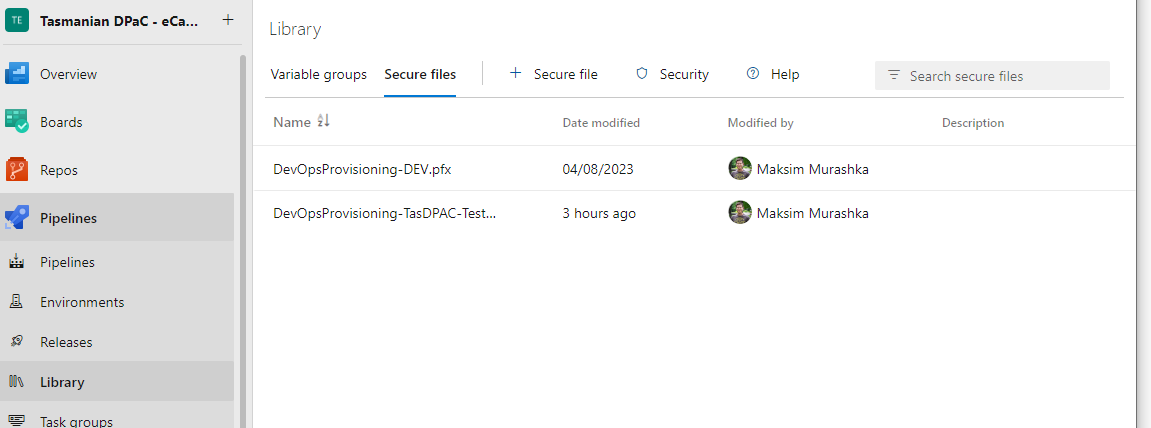 TE Tasmanian DPaC - eCa... +
Overview
Boards
Repos
Pipelines
Pipelines
Environments
Releases
Library
Task groups
Library
Variable groups Secure files + Secure file Security ? Help Search secure files
Name Date modified Modified by Description
DevOpsProvisioning-DEV.pfx 04/08/2023 Maksim Murashka
DevOpsProvisioning-TasDPAC-Test... 3 hours ago Maksim Murashka